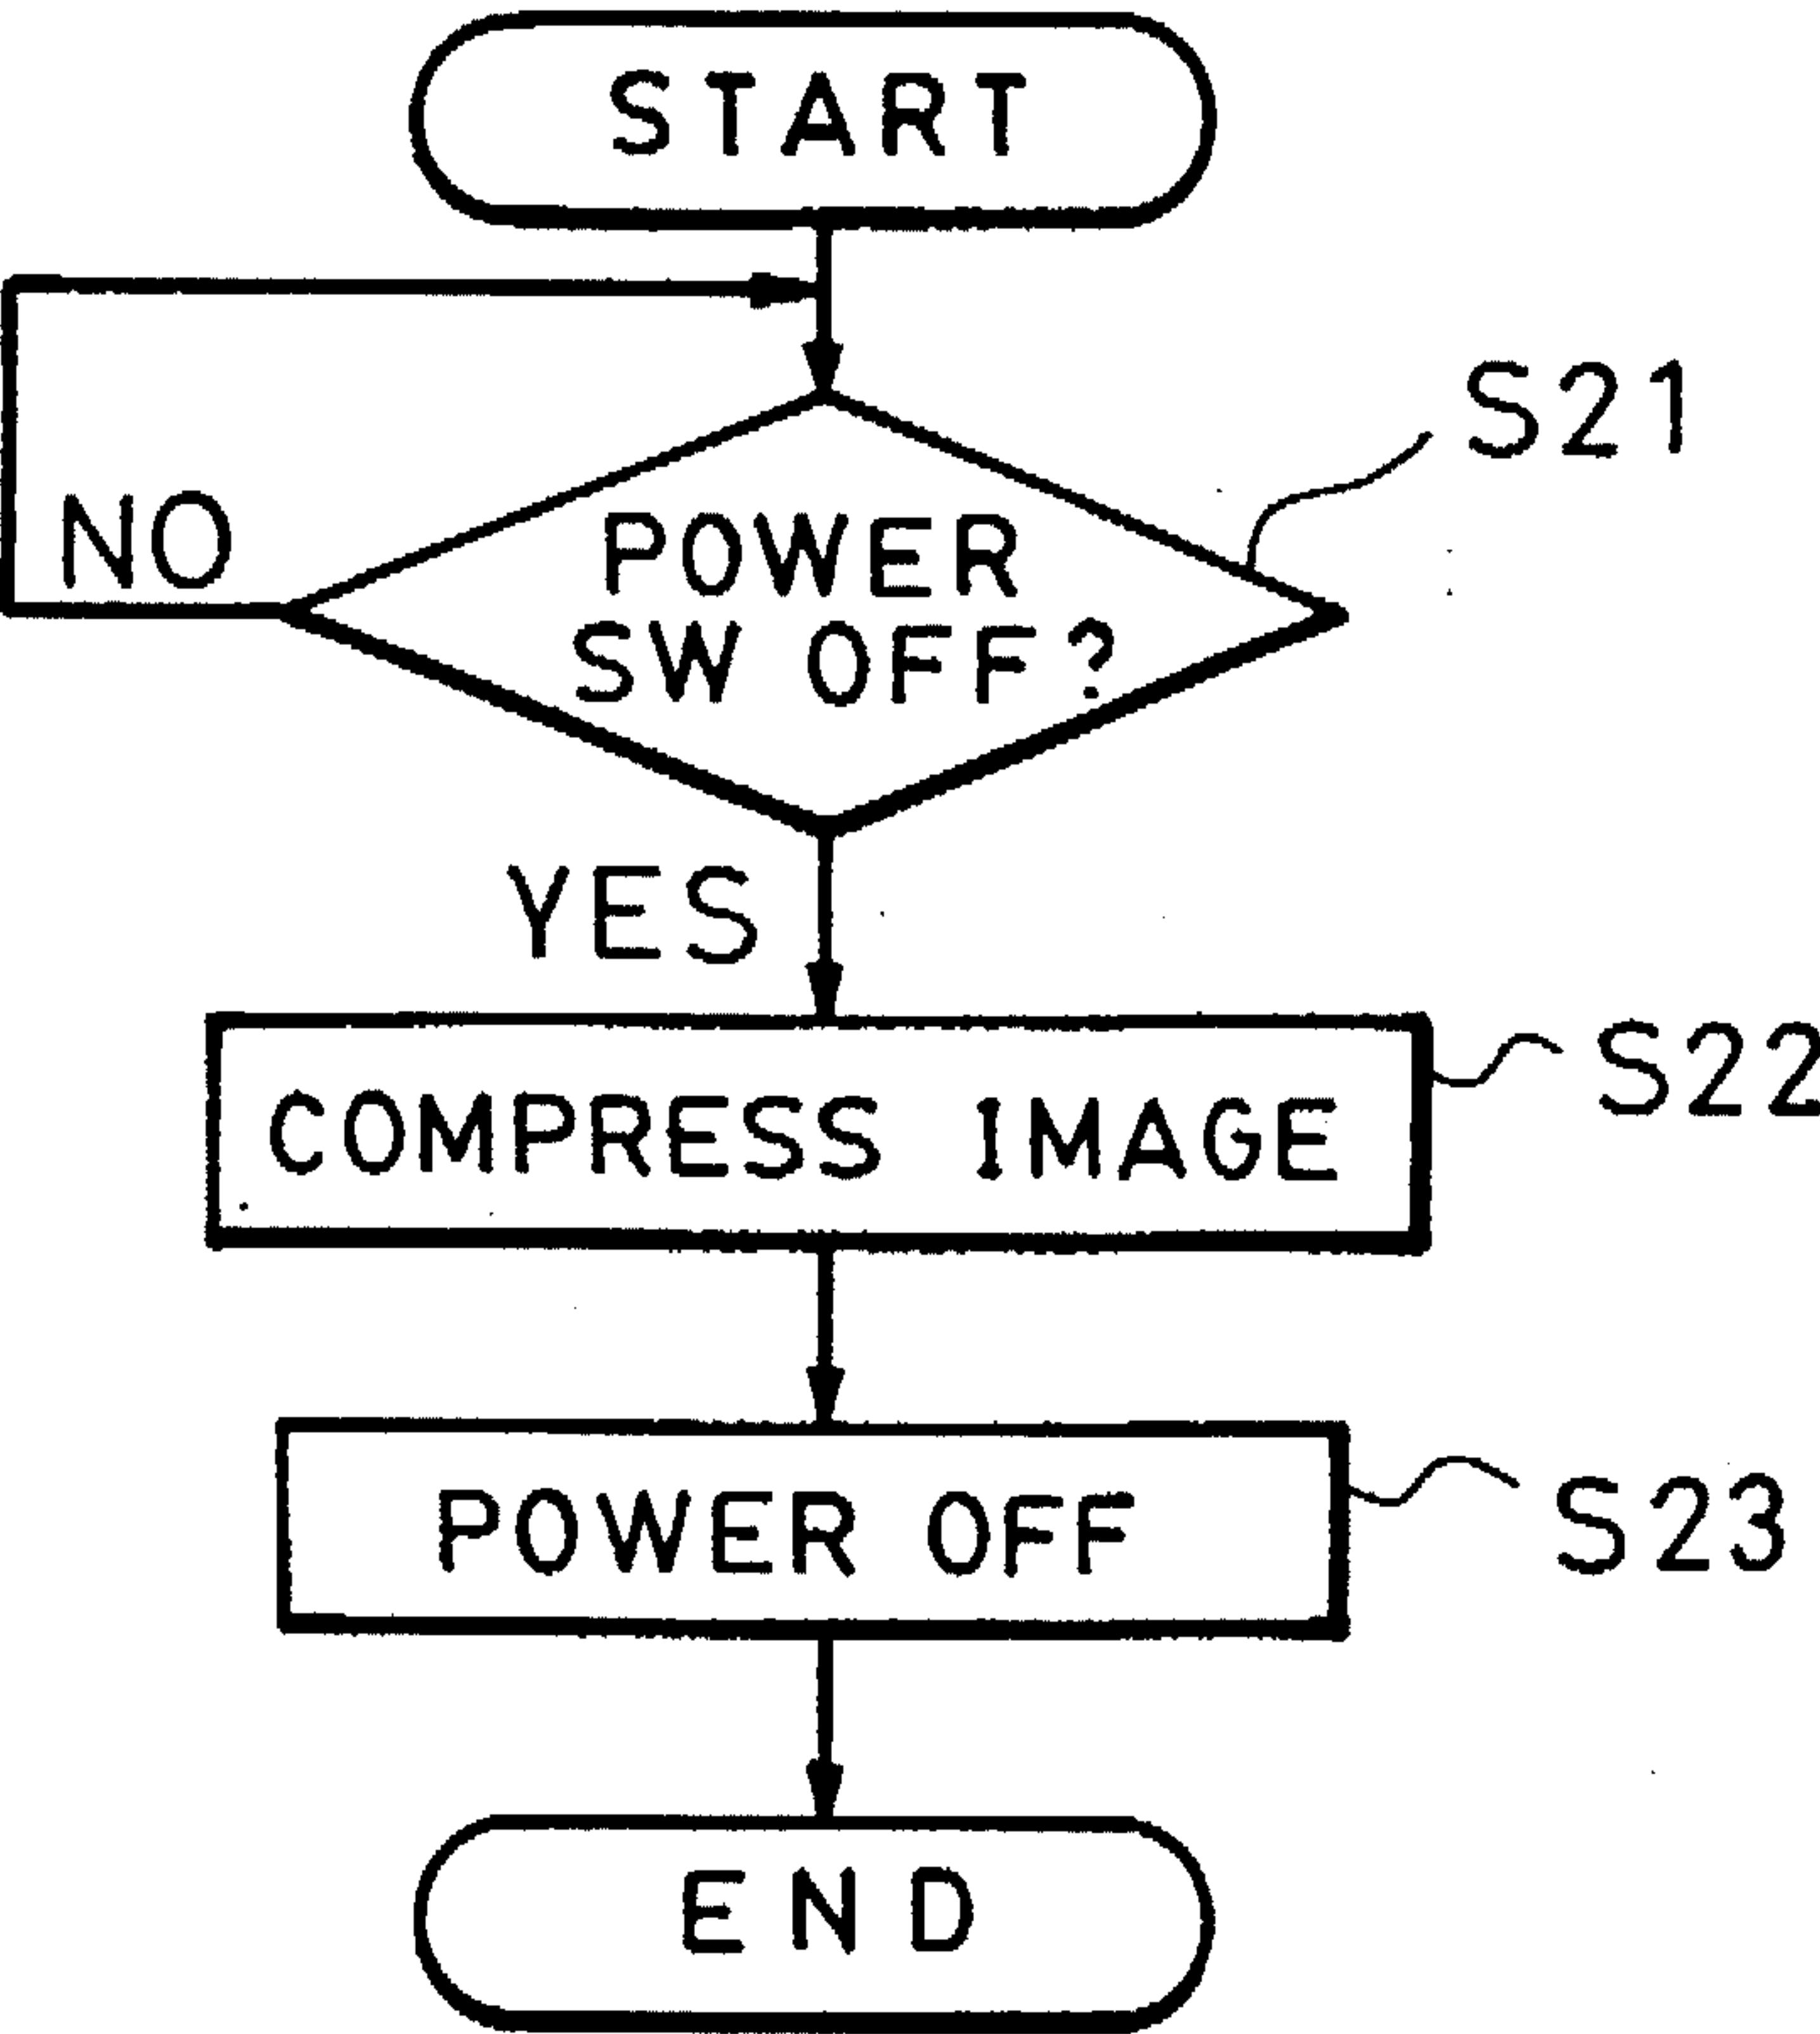 START
S21
NO
POWER
SW OFF?
YES
S22
COMPRESS IMAGE
POWER OFF
S23
END